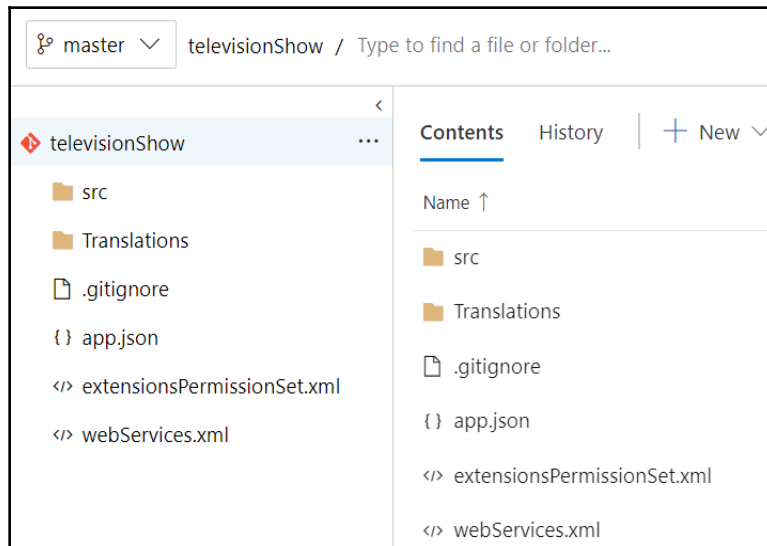 master televisionShow / Type to find a file or folder...
televisionShow
src
Translations
.gitignore
{ } app.json
</> extensionsPermissionSet.xml
</> webServices.xml
Contents History New
Name ↑
src
Translations
.gitignore
{ } app.json
</> extensionsPermissionSet.xml
</> webServices.xml